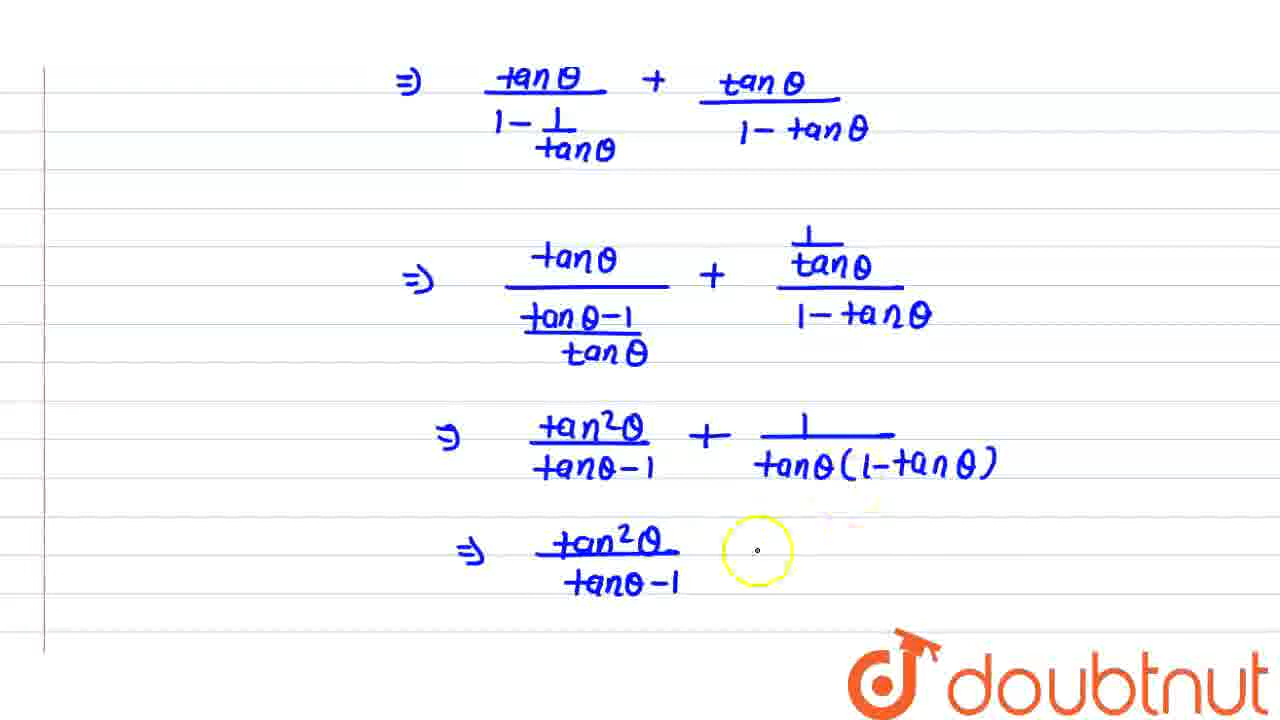 ⇒ tanθ / (1 − 1/tanθ) + tanθ / (1 − tanθ)
⇒ tanθ / ((tanθ − 1)/tanθ) + (1/tanθ) / (1 − tanθ)
⇒ tan²θ / (tanθ − 1) + 1 / (tanθ(1 − tanθ))
⇒ tan²θ / (tanθ − 1)
doubtnut